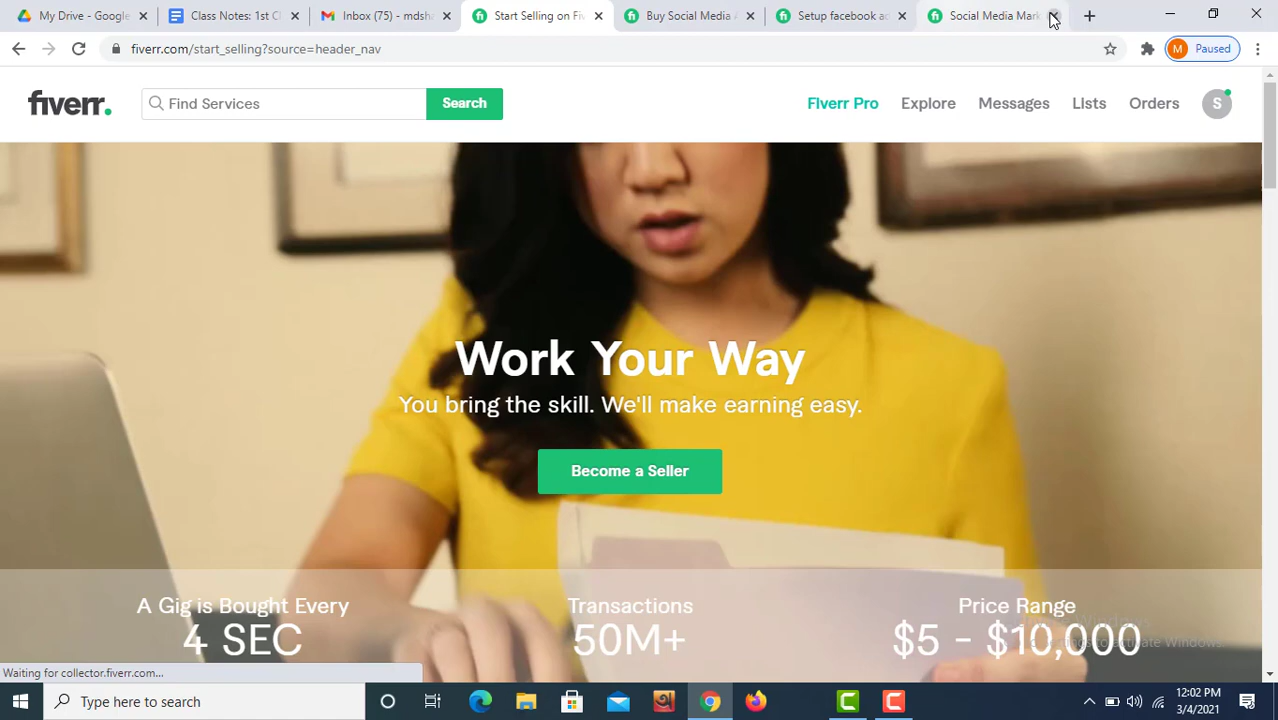 My Drive - Google
Class Notes: 1st Cl
Inbox (75) - mdsha
Start Selling on Fi
Buy Social Media A
Setup facebook ac
Social Media Mark
fiverr.com/start_selling?source=header_nav
M Paused
fiverr.
Find Services
Search
Fiverr Pro
Explore
Messages
Lists
Orders
S
Work Your Way
You bring the skill. We'll make earning easy.
Become a Seller
A Gig is Bought Every
4 SEC
Transactions
50M+
Price Range
$5 - $10,000
Waiting for collector.fiverr.com...
Type here to search
12:02 PM
3/4/2021